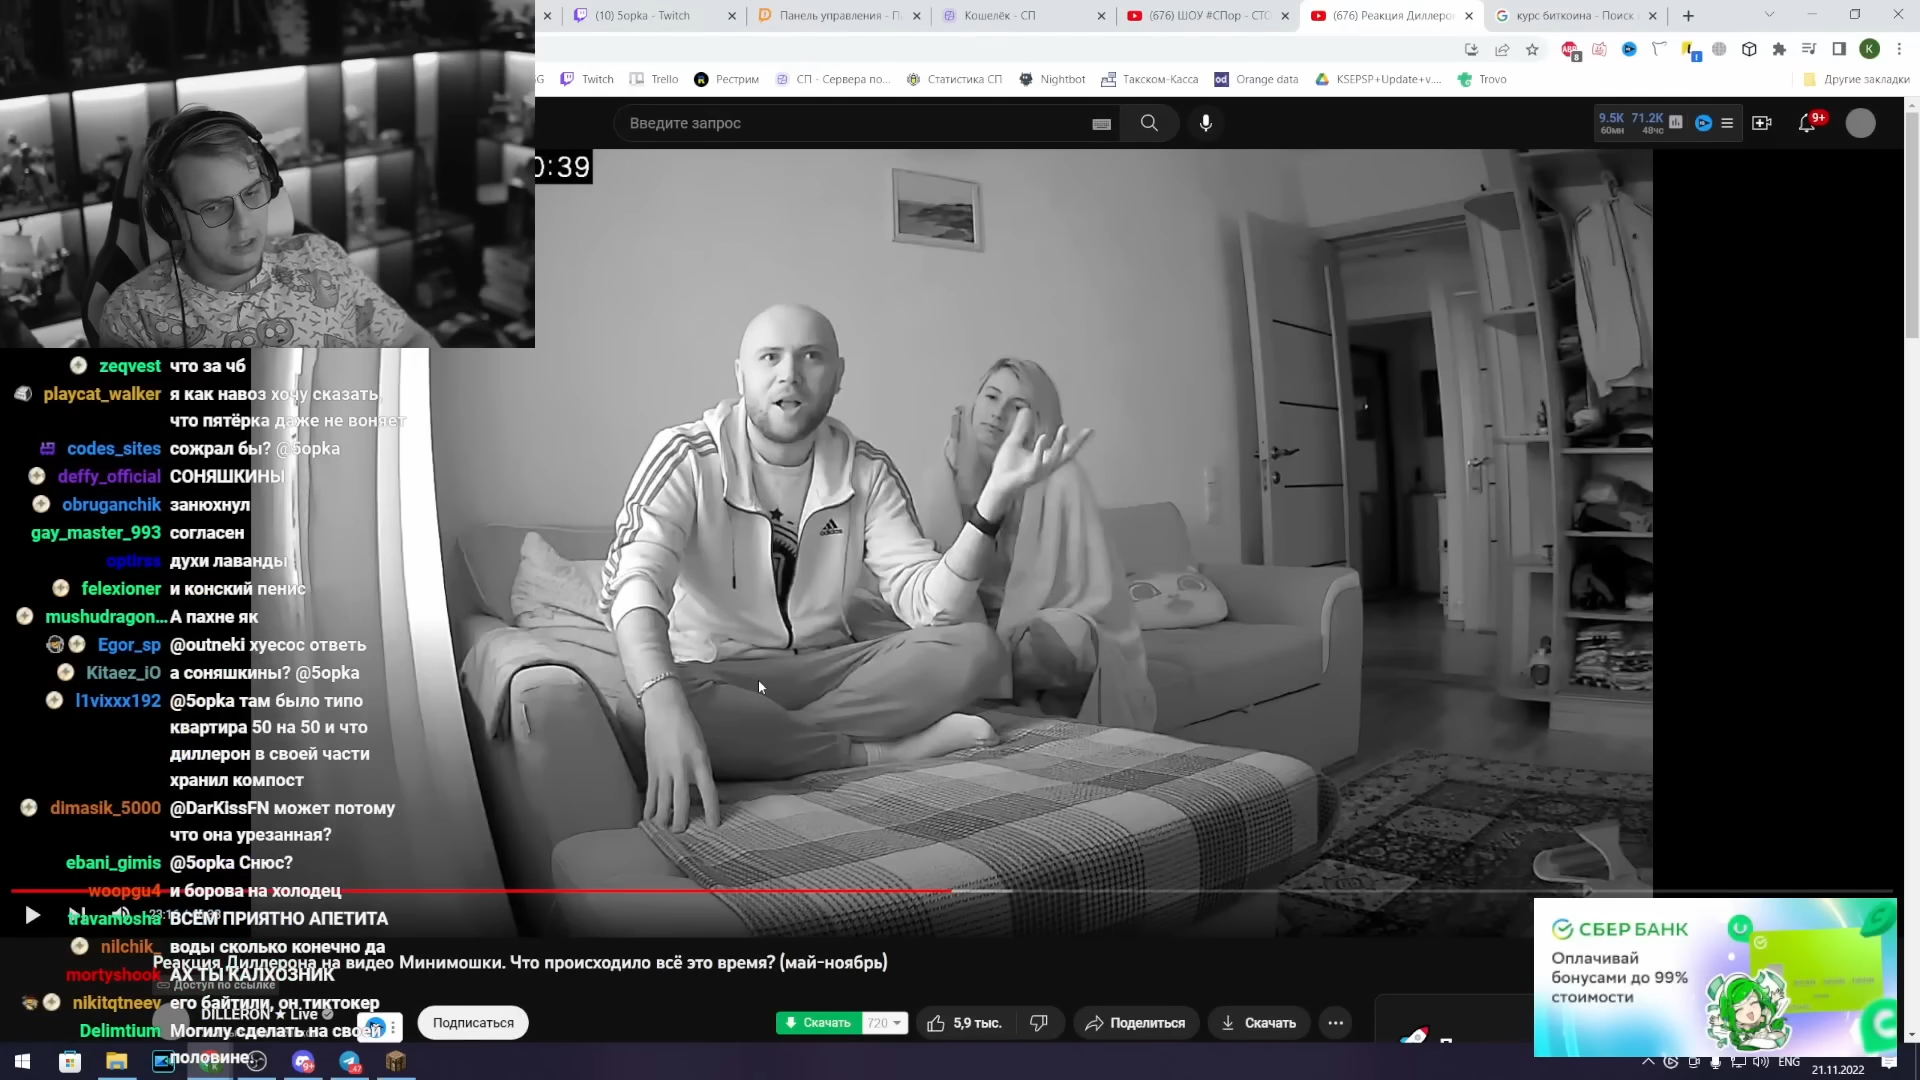 (10) 5opka - Twitch
Панель управления - П
Кошелёк - СП
(676) ШОУ #СПор - СТО
(676) Реакция Диллеро
курс биткоина - Поиск
Twitch
Trello
Рестрим
СП - Сервера по...
Статистика СП
Nightbot
Такском-Касса
Orange data
KSEPSP+Update+v....
Trovo
Другие закладки
Введите запрос
9.5K 71.2K
60мн 48чс
9+
0:39
zeqvest что за чб
playcat_walker я как навоз хочу сказать,
что пятёрка даже не воняет
codes_sites сожрал бы? @5opka
deffy_official СОНЯШКИНЫ
obruganchik занюхнул
gay_master_993 согласен
optirus духи лаванды
felexioner и конский пенис
mushudragon... А пахне як
Egor_sp @outneki хуесос ответь
Kitaez_iO а соняшкины? @5opka
l1vixxx192 @5opka там было типо
квартира 50 на 50 и что
диллерон в своей части
хранил компост
dimasik_5000 @DarKissFN может потому
что она урезанная?
ebani_gimis @5opka Снюс?
woopgu4 и борова на холодец
travamosha ВСЕМ ПРИЯТНО АПЕТИТА
nilchik_ воды сколько конечно да
Реакция Диллерона на видео Минимошки. Что происходило всё это время? (май-ноябрь)
mortyshook АХ ТЫ КАЛХОЗНИК
Доступ по ссылке
nikitqtneev его байтили, он тиктокер
DILLERON ★ Live
Delimtium Могилу сделать на своей
половине.
Подписаться
Скачать 720
5,9 тыс.
Поделиться
Скачать
СБЕР БАНК
Оплачивай
бонусами до 99%
стоимости
ENG
21.11.2022